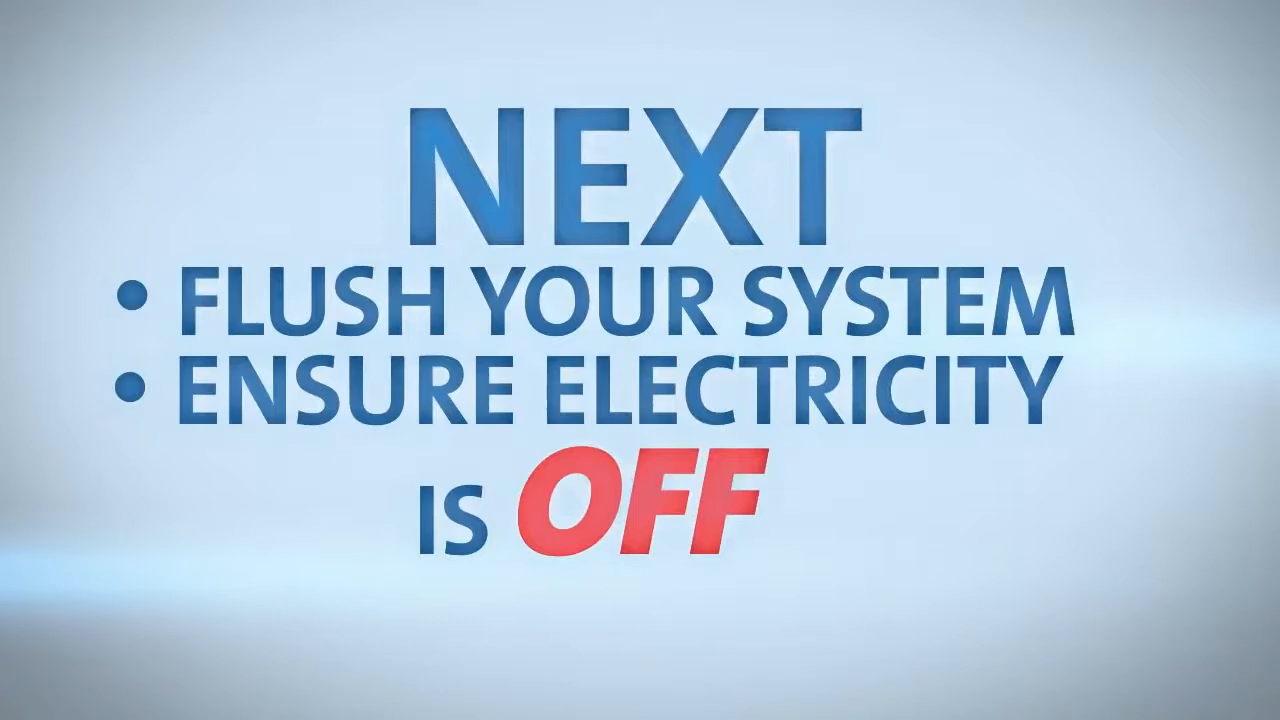 NEXT
• FLUSH YOUR SYSTEM
• ENSURE ELECTRICITY
IS OFF